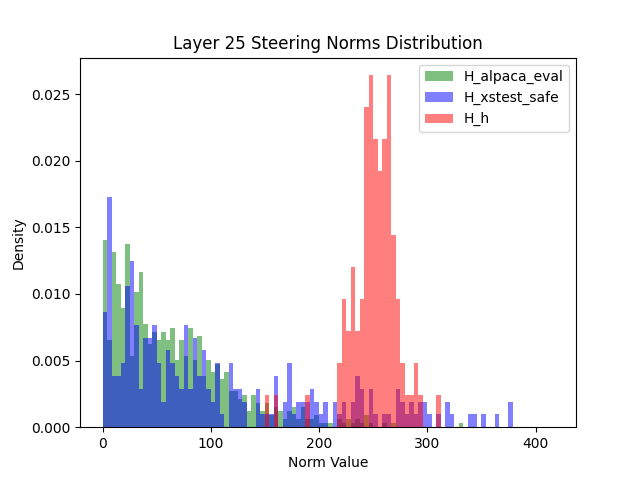 Layer 25 Steering Norms Distribution
H_alpaca_eval
H_xstest_safe
H_h
0.025
0.020
0.015
0.010
0.005
0.000
Density
0 100 200 300 400
Norm Value